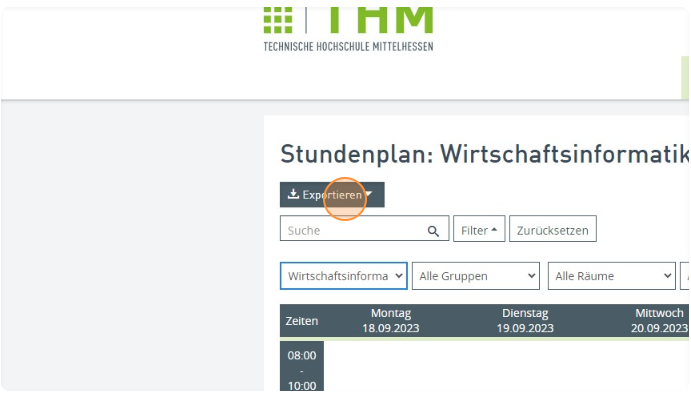 THM
TECHNISCHE HOCHSCHULE MITTELHESSEN
Stundenplan: Wirtschaftsinformatik
Exportieren
Suche
Filter
Zurücksetzen
Wirtschaftsinforma
Alle Gruppen
Alle Räume
Zeiten
Montag
18.09.2023
Dienstag
19.09.2023
Mittwoch
20.09.2023
08:00
-
10:00